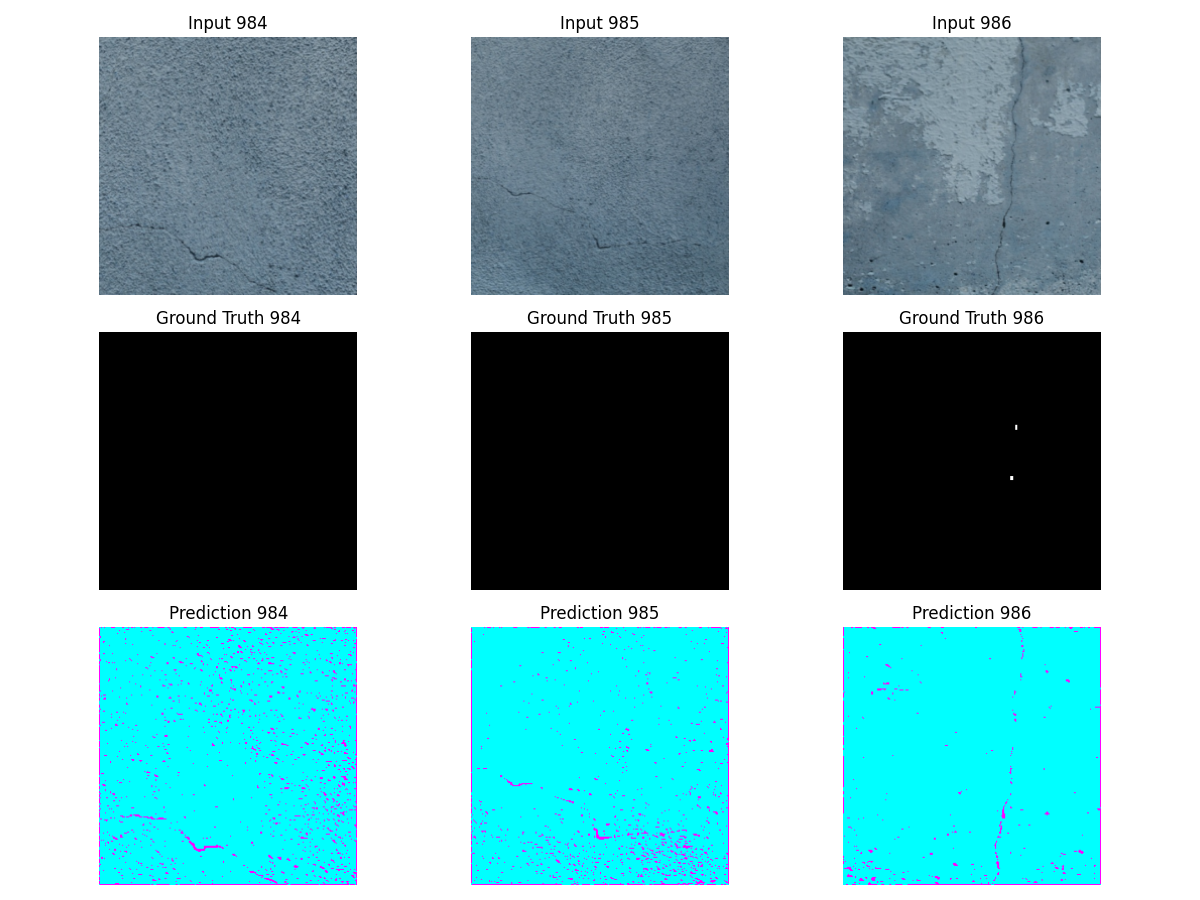 Input 984
Input 985
Input 986
Ground Truth 984
Ground Truth 985
Ground Truth 986
Prediction 984
Prediction 985
Prediction 986